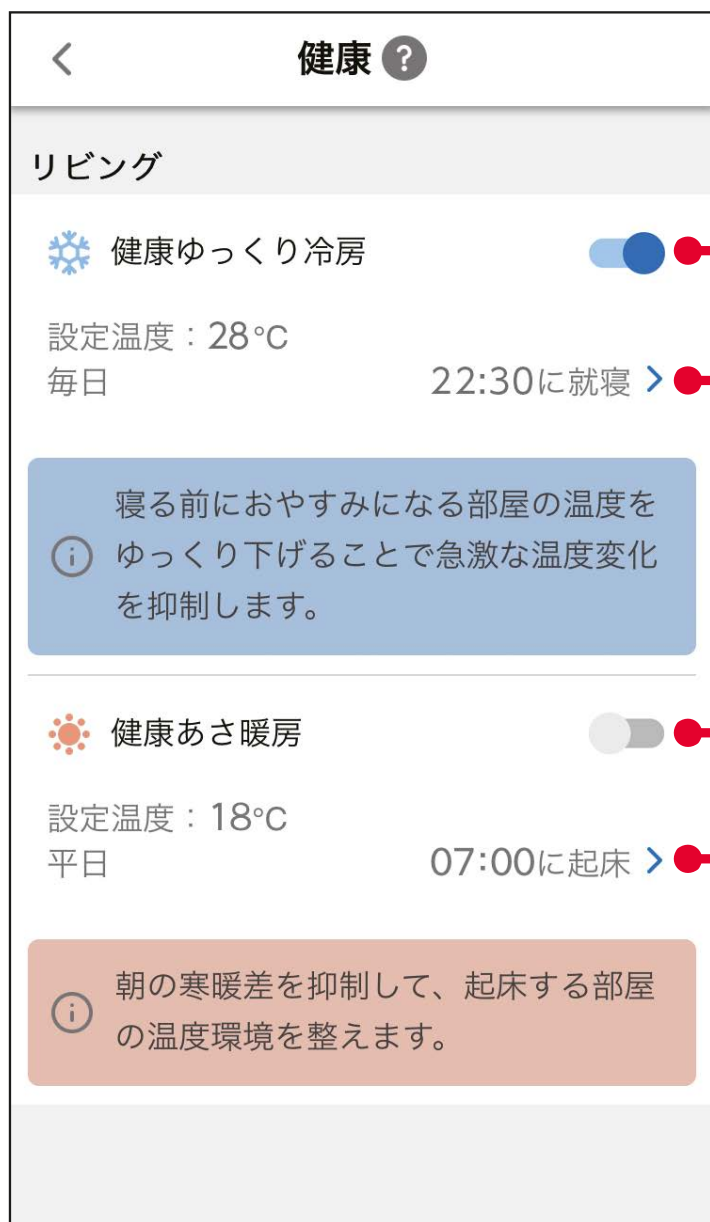 健康 ?
リビング
健康ゆっくり冷房
設定温度：28°C
毎日 22:30に就寝
寝る前におやすみになる部屋の温度を
ゆっくり下げることで急激な温度変化
を抑制します。
健康あさ暖房
設定温度：18°C
平日 07:00に起床
朝の寒暖差を抑制して、起床する部屋
の温度環境を整えます。